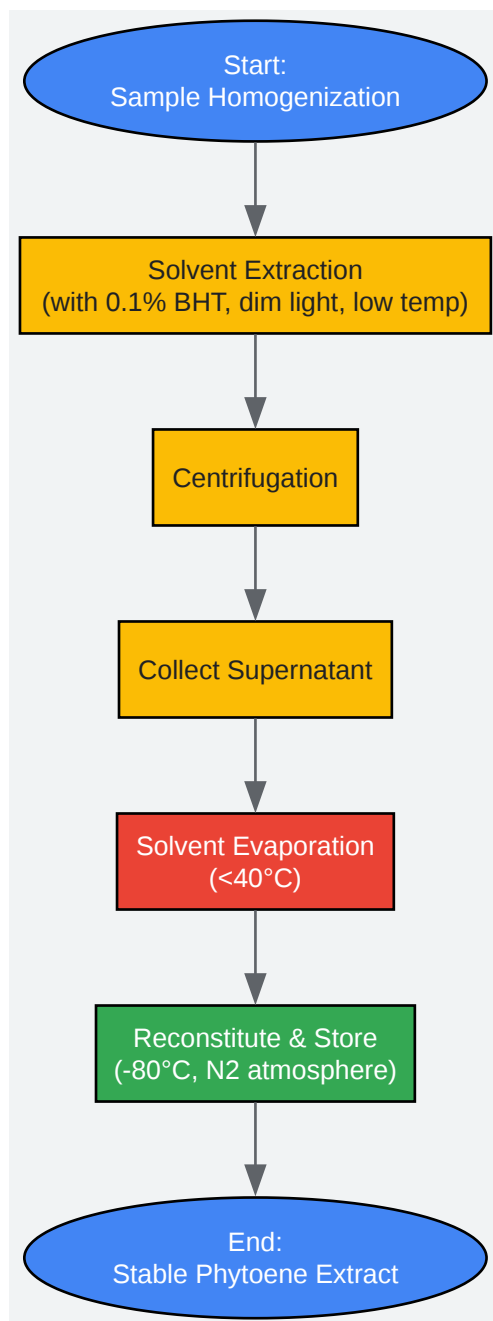 Start:
Sample Homogenization
Solvent Extraction
(with 0.1% BHT, dim light, low temp)
Centrifugation
Collect Supernatant
Solvent Evaporation
(<40°C)
Reconstitute & Store
(-80°C, N2 atmosphere)
End:
Stable Phytoene Extract